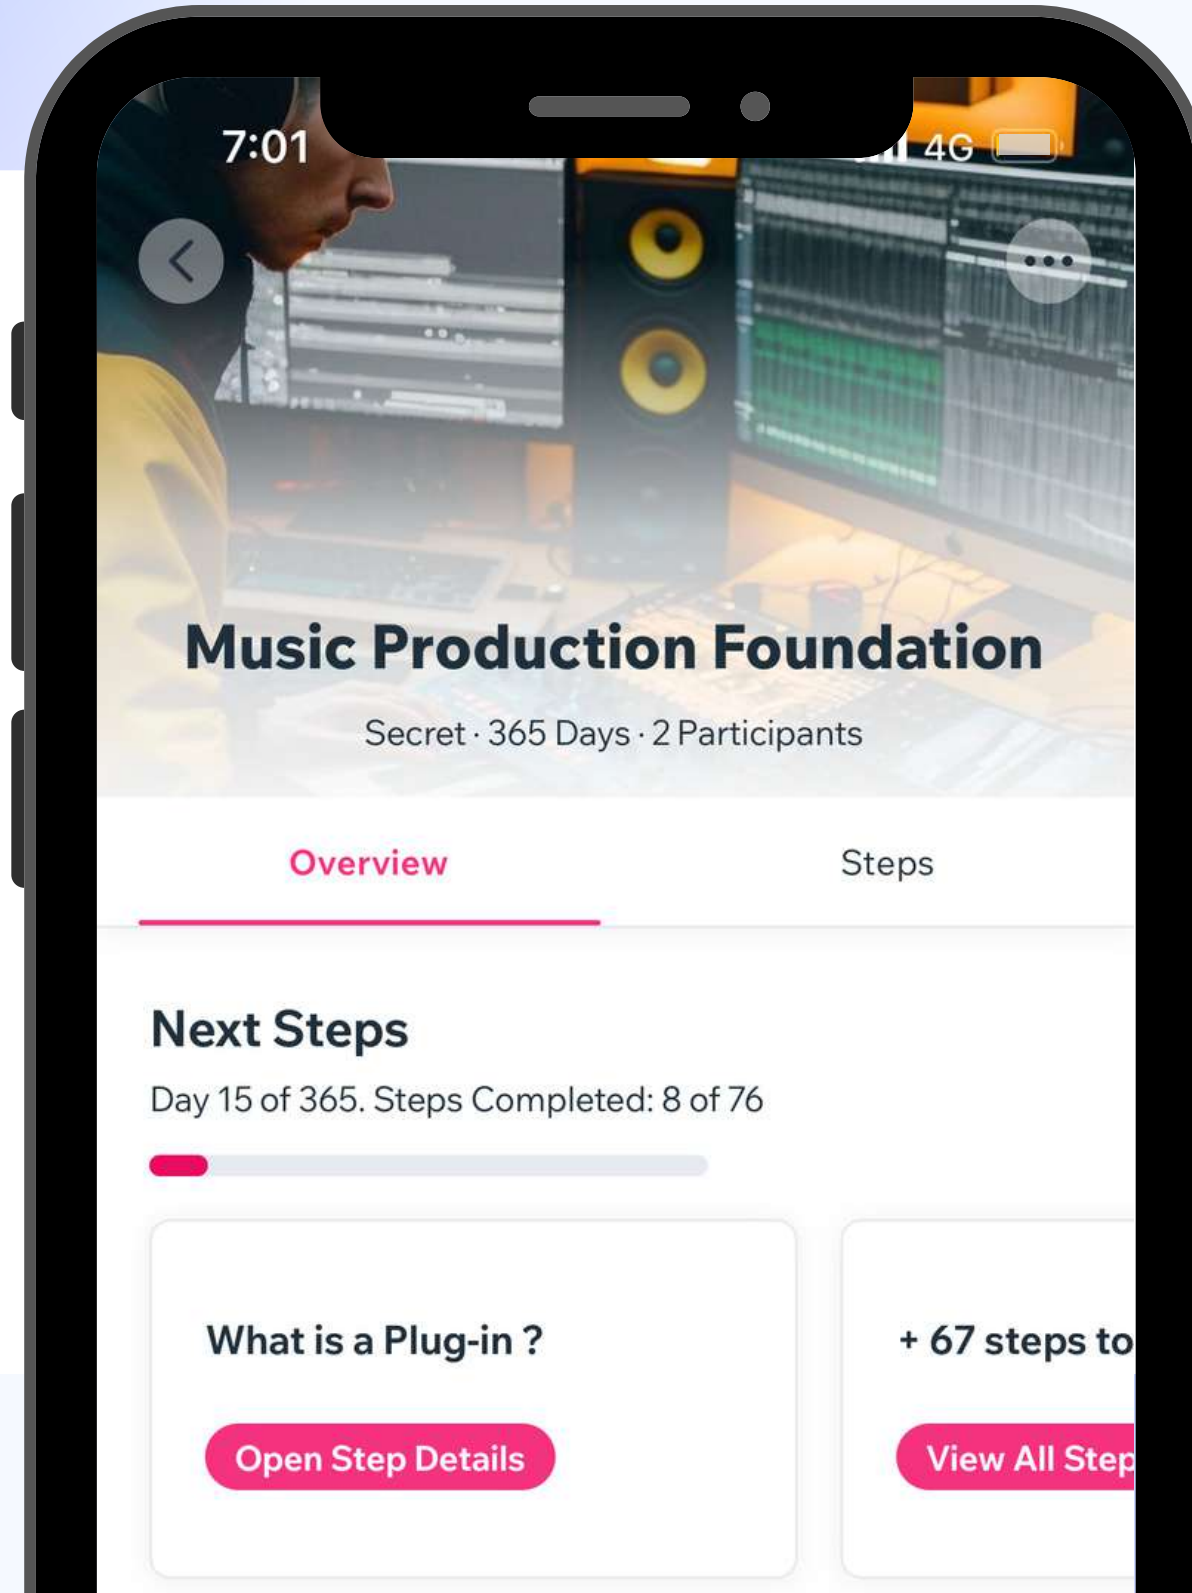 7:01
4G
Music Production Foundation
Secret · 365 Days · 2 Participants
Overview
Steps
Next Steps
Day 15 of 365. Steps Completed: 8 of 76
What is a Plug-in ?
+ 67 steps to
Open Step Details
View All Step